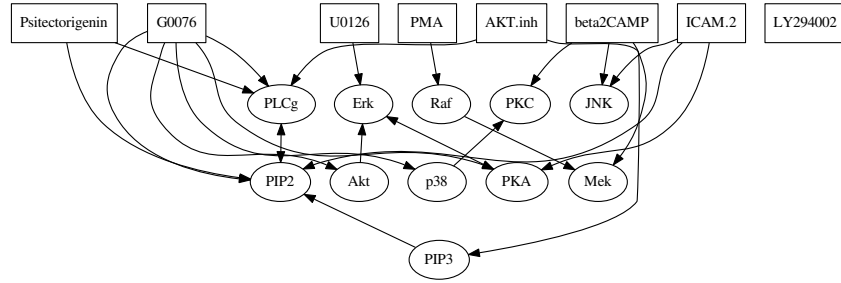 Psitectorigenin G0076 U0126 PMA AKT.inh beta2CAMP ICAM.2 LY294002
PLCg Erk Raf PKC JNK
PIP2 Akt p38 PKA Mek
PIP3